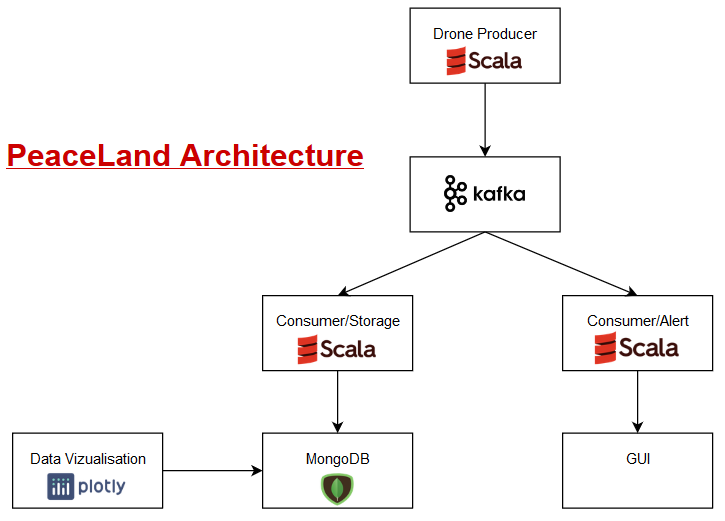 Drone Producer
Scala
PeaceLand Architecture
kafka
Consumer/Storage
Scala
Consumer/Alert
Scala
Data Vizualisation
plotly
MongoDB
GUI